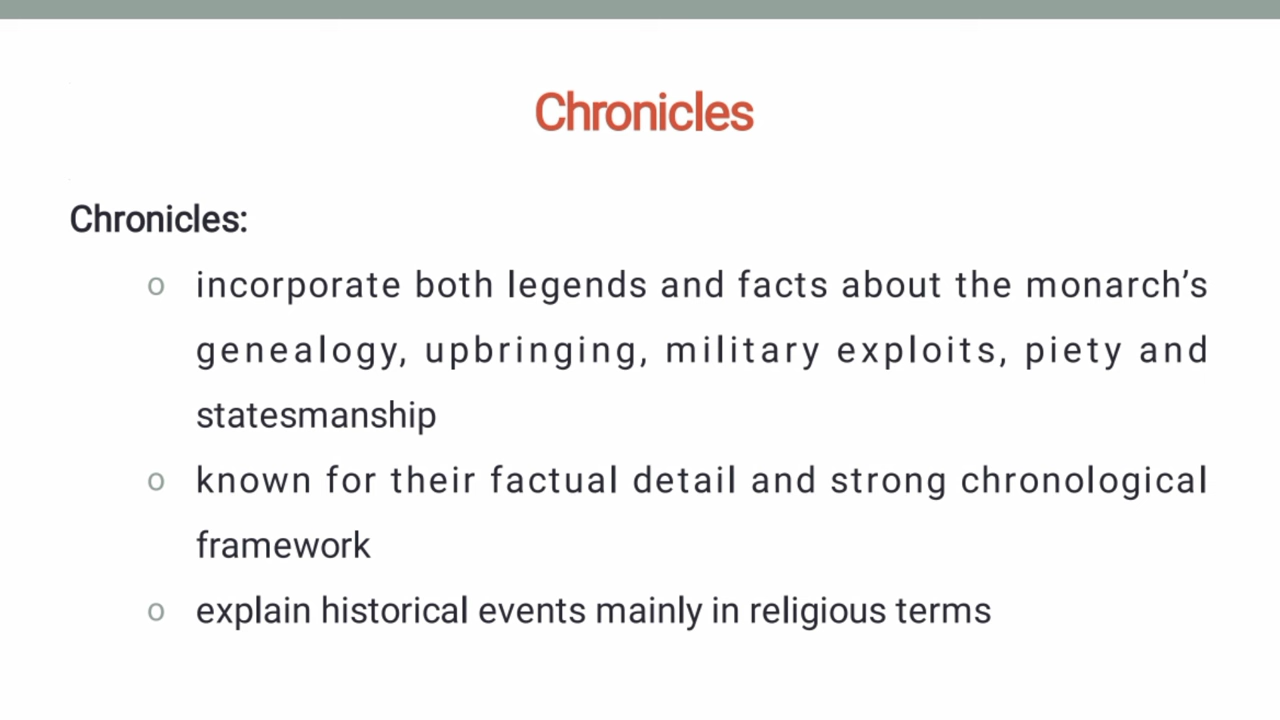 Chronicles
Chronicles:
o incorporate both legends and facts about the monarch’s
genealogy, upbringing, military exploits, piety and
statesmanship
o known for their factual detail and strong chronological
framework
o explain historical events mainly in religious terms